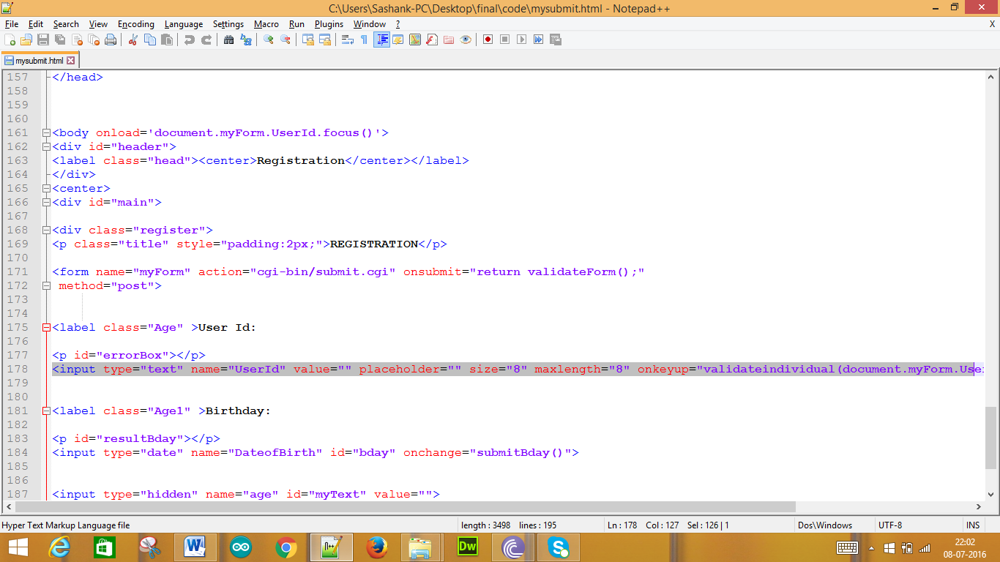 C:\Users\Sashank-PC\Desktop\final\code\mysubmit.html - Notepad++
File Edit Search View Encoding Language Settings Macro Run Plugins Window ? X
mysubmit.html
157 </head>
158
159
160
161 <body onload='document.myForm.UserId.focus()'>
162 <div id="header">
163 <label class="head"><center>Registration</center></label>
164 </div>
165 <center>
166 <div id="main">
167
168 <div class="register">
169 <p class="title" style="padding:2px;">REGISTRATION</p>
170
171 <form name="myForm" action="cgi-bin/submit.cgi" onsubmit="return validateForm();"
172 method="post">
173
174
175 <label class="Age" >User Id:
176
177 <p id="errorBox"></p>
178 <input type="text" name="UserId" value="" placeholder="" size="8" maxlength="8" onkeyup="validateindividual(document.myForm.Use
179
180
181 <label class="Age1" >Birthday:
182
183 <p id="resultBday"></p>
184 <input type="date" name="DateofBirth" id="bday" onchange="submitBday()">
185
186
187 <input type="hidden" name="age" id="myText" value="">
Hyper Text Markup Language file length : 3498 lines : 195 Ln : 178 Col : 127 Sel : 126 | 1 Dos\Windows UTF-8 INS
W N++ Dw S
22:02
08-07-2016